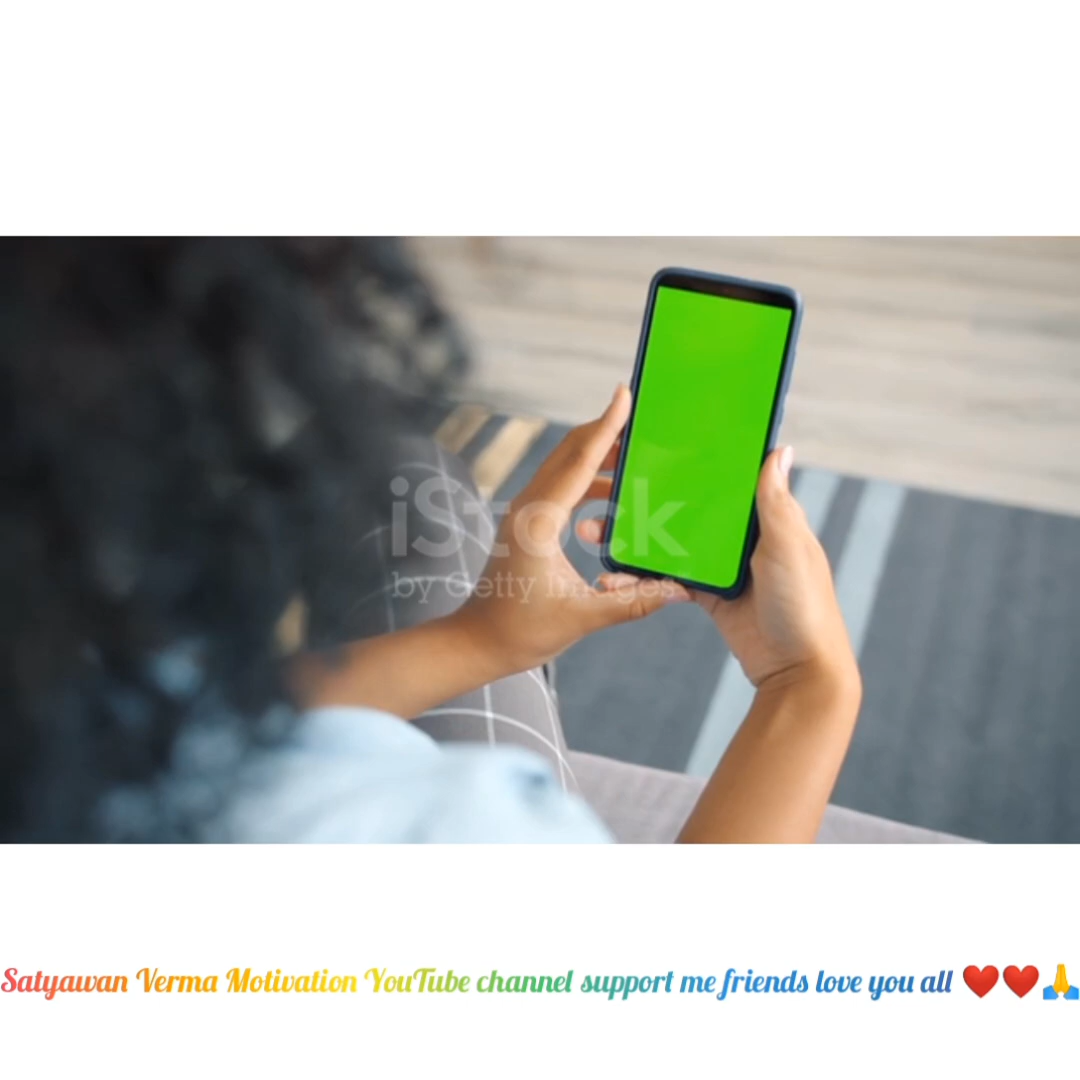 iStock
by Getty Images
Satyawan Verma Motivation YouTube channel support me friends love you all ❤️❤️🙏